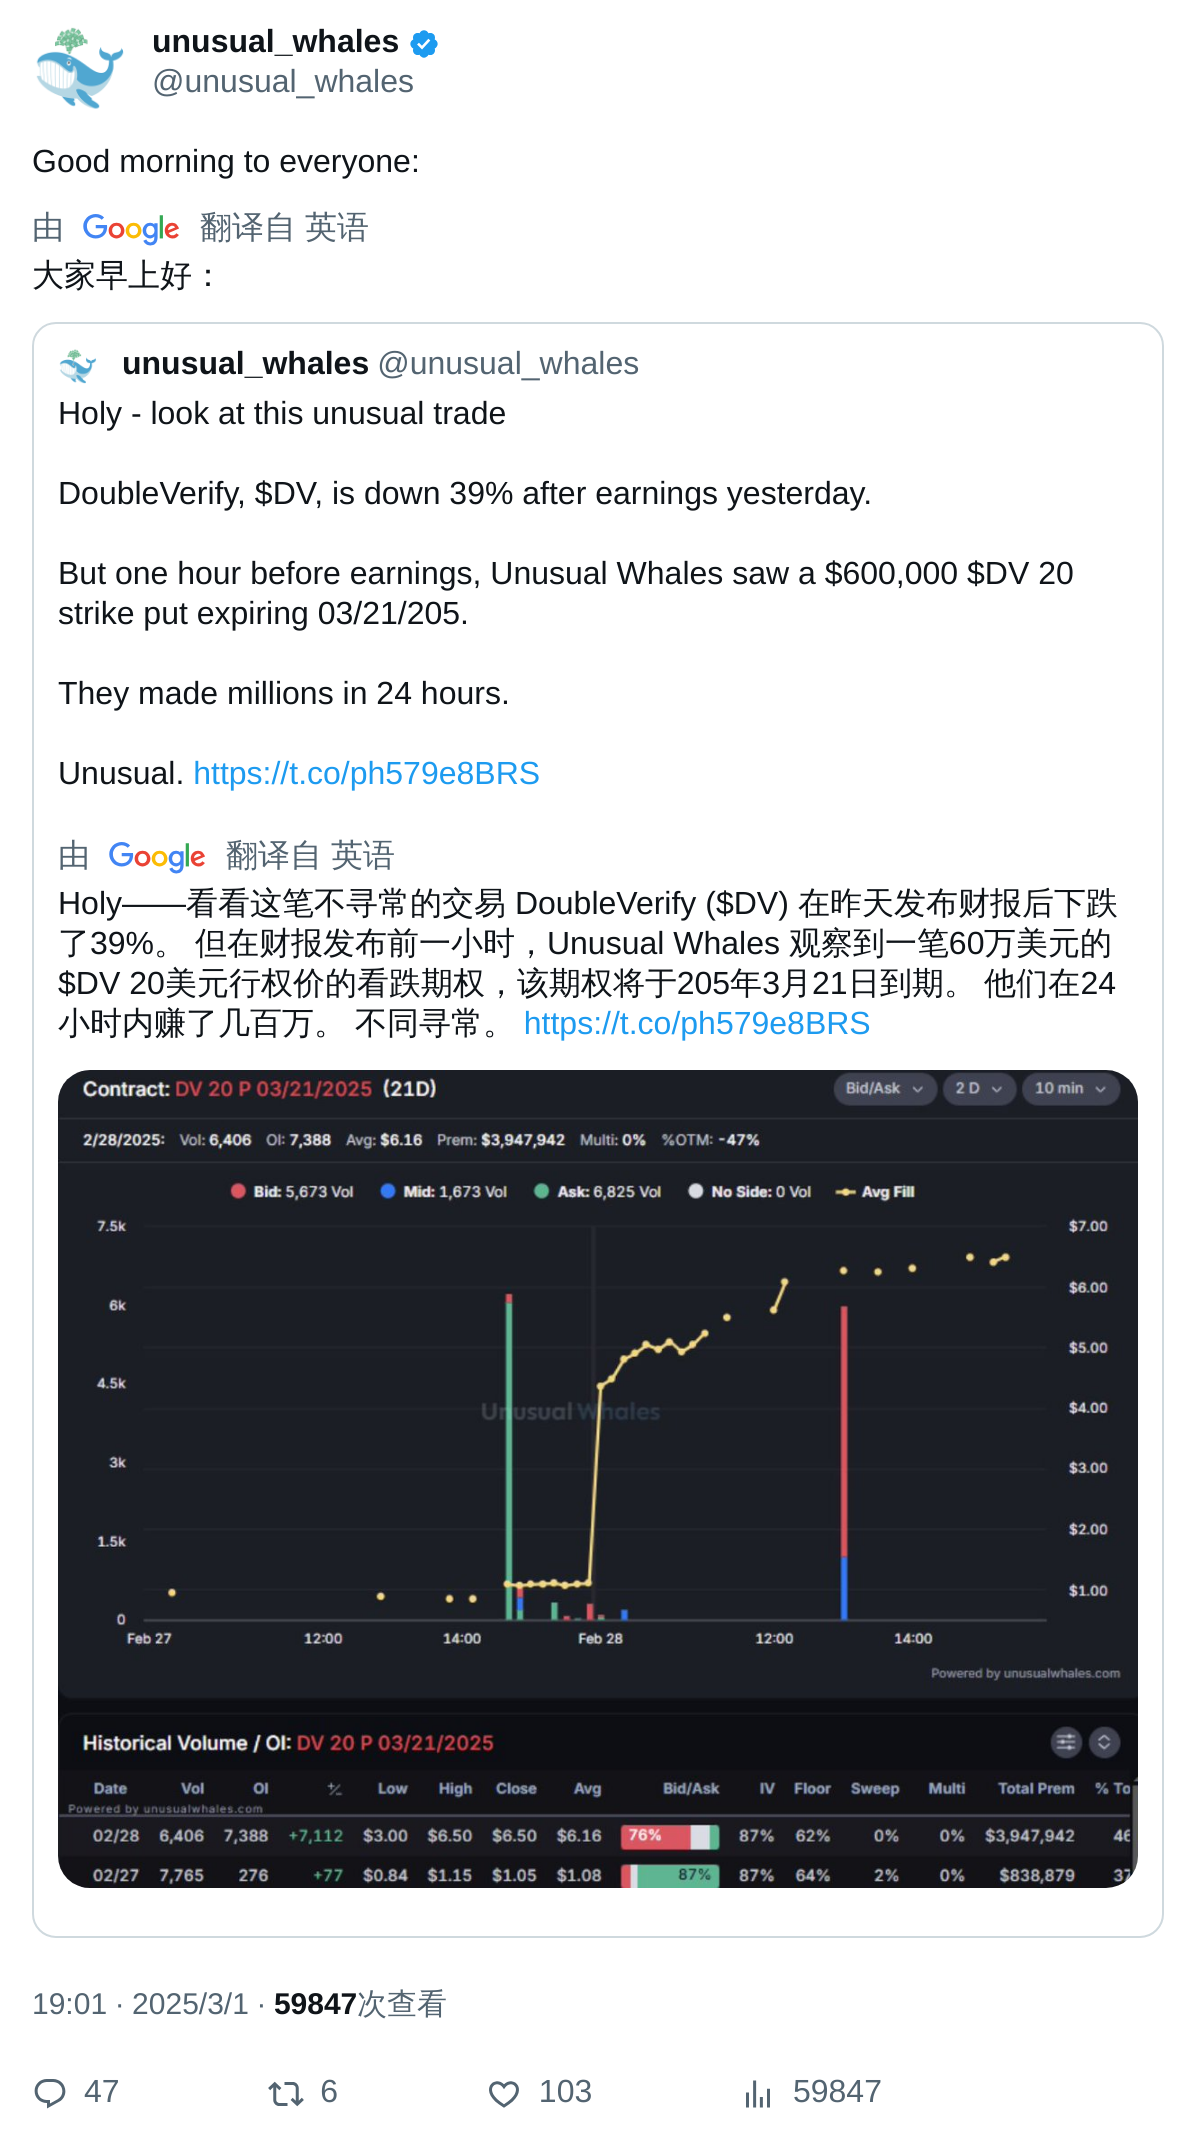 unusual_whales
@unusual_whales
Good morning to everyone:
由 Google 翻译自 英语
大家早上好：
unusual_whales @unusual_whales
Holy - look at this unusual trade
DoubleVerify, $DV, is down 39% after earnings yesterday.
But one hour before earnings, Unusual Whales saw a $600,000 $DV 20
strike put expiring 03/21/205.
They made millions in 24 hours.
Unusual. https://t.co/ph579e8BRS
由 Google 翻译自 英语
Holy——看看这笔不寻常的交易 DoubleVerify ($DV) 在昨天发布财报后下跌
了39%。 但在财报发布前一小时，Unusual Whales 观察到一笔60万美元的
$DV 20美元行权价的看跌期权，该期权将于205年3月21日到期。 他们在24
小时内赚了几百万。 不同寻常。 https://t.co/ph579e8BRS
Contract: DV 20 P 03/21/2025 (21D) Bid/Ask 2 D 10 min
2/28/2025: Vol: 6,406 OI: 7,388 Avg: $6.16 Prem: $3,947,942 Multi: 0% %OTM: -47%
Bid: 5,673 Vol Mid: 1,673 Vol Ask: 6,825 Vol No Side: 0 Vol Avg Fill
7.5k $7.00
6k $6.00
$5.00
4.5k
$4.00
Unusual Whales
3k $3.00
1.5k $2.00
$1.00
0
Feb 27 12:00 14:00 Feb 28 12:00 14:00
Powered by unusualwhales.com
Historical Volume / OI: DV 20 P 03/21/2025
Date Vol OI +⁄- Low High Close Avg Bid/Ask IV Floor Sweep Multi Total Prem % To
Powered by unusualwhales.com
02/28 6,406 7,388 +7,112 $3.00 $6.50 $6.50 $6.16 76% 87% 62% 0% 0% $3,947,942 46
02/27 7,765 276 +77 $0.84 $1.15 $1.05 $1.08 87% 87% 64% 2% 0% $838,879 37
19:01 · 2025/3/1 · 59847次查看
47 6 103 59847